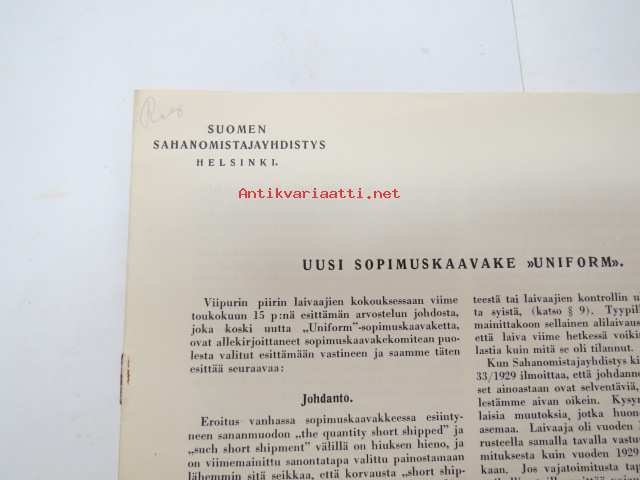 SUOMEN
SAHANOMISTAJAYHDISTYS
HELSINKI.
Antikvariaatti.net
UUSI SOPIMUSKAAVAKE »UNIFORM».
Viipurin piirin laivaajien kokouksessaan viime
toukokuun 15 p:nä esittämän arvostelun johdosta,
joka koski uutta „Uniform"-sopimuskaavaketta,
ovat allekirjoittaneet sopimuskaavakekomitean puo-
lesta valitut esittämään vastineen ja saamme täten
esittää seuraavaa:
Johdanto.
Eroitus vanhassa sopimuskaavakkeessa esiinty-
neen sananmuodon „the quantity short shipped" ja
„such short shipment" välillä on hiuksen hieno, ja
on viimemainittu sanontatapa valittu painostamaan
lähemmin sitä seikkaa, että korvausta „short ship-
teestä tai laivaajien kontrollin u
ta syistä, (katso § 9). Tyypill
mainittakoon sellainen alilaivaus
että laiva viime hetkessä voikin
lastia kuin mitä se oli tilannut.
Kun Sahanomistajayhdistys ki
33/1929 ilmoittaa, että johdanno
set ainoastaan ovat selventäviä,
lestämme aivan oikein. Kysyn
laisia muutoksia, jotka huono
asemaa. Laivaaja oli vuoden
rusteella samalla tavalla vastu
mituksesta kuin vuoden 1929
kaan. Jos vajatoimitusta tap